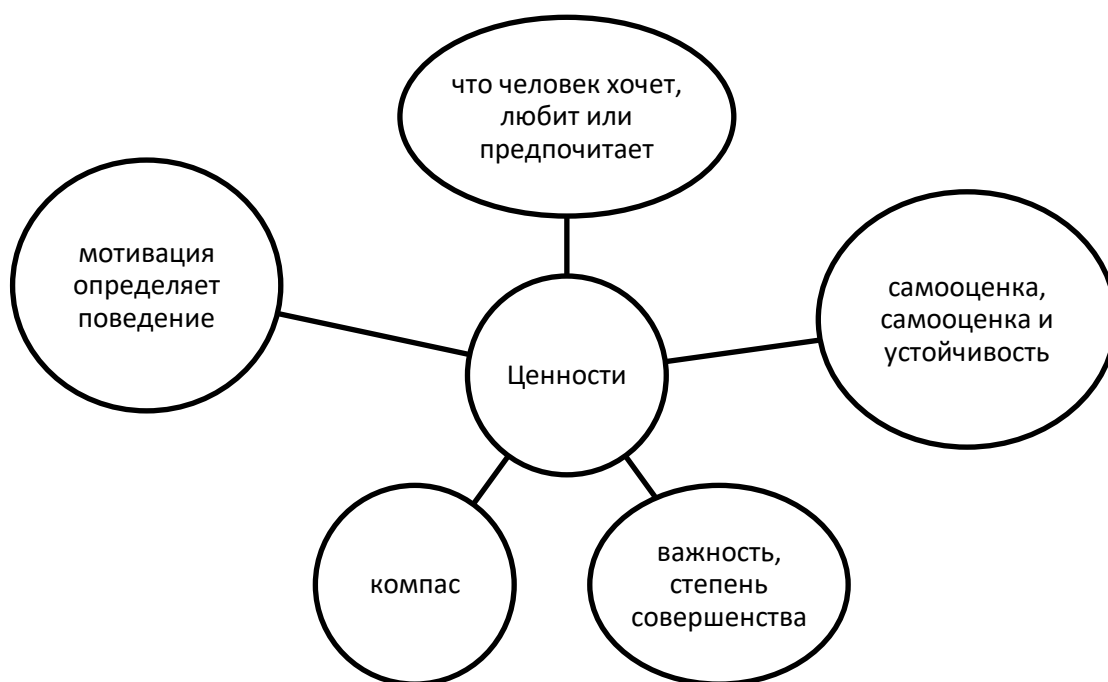 что человек хочет,
любит или
предпочитает
мотивация
определяет
поведение
самооценка,
самооценка и
устойчивость
Ценности
компас
важность,
степень
совершенства